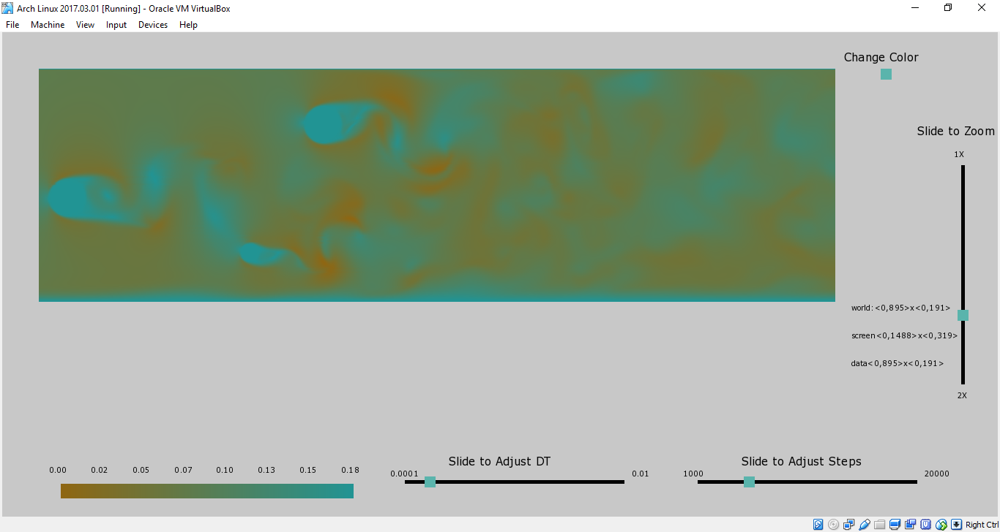 Arch Linux 2017.03.01 [Running] - Oracle VM VirtualBox
File Machine View Input Devices Help
Change Color
Slide to Zoom
1X
world: <0,895>x<0,191>
screen<0,1488>x<0,319>
data<0,895>x<0,191>
2X
0.00 0.02 0.05 0.07 0.10 0.13 0.15 0.18
Slide to Adjust DT
0.0001 0.01
Slide to Adjust Steps
1000 20000
Right Ctrl